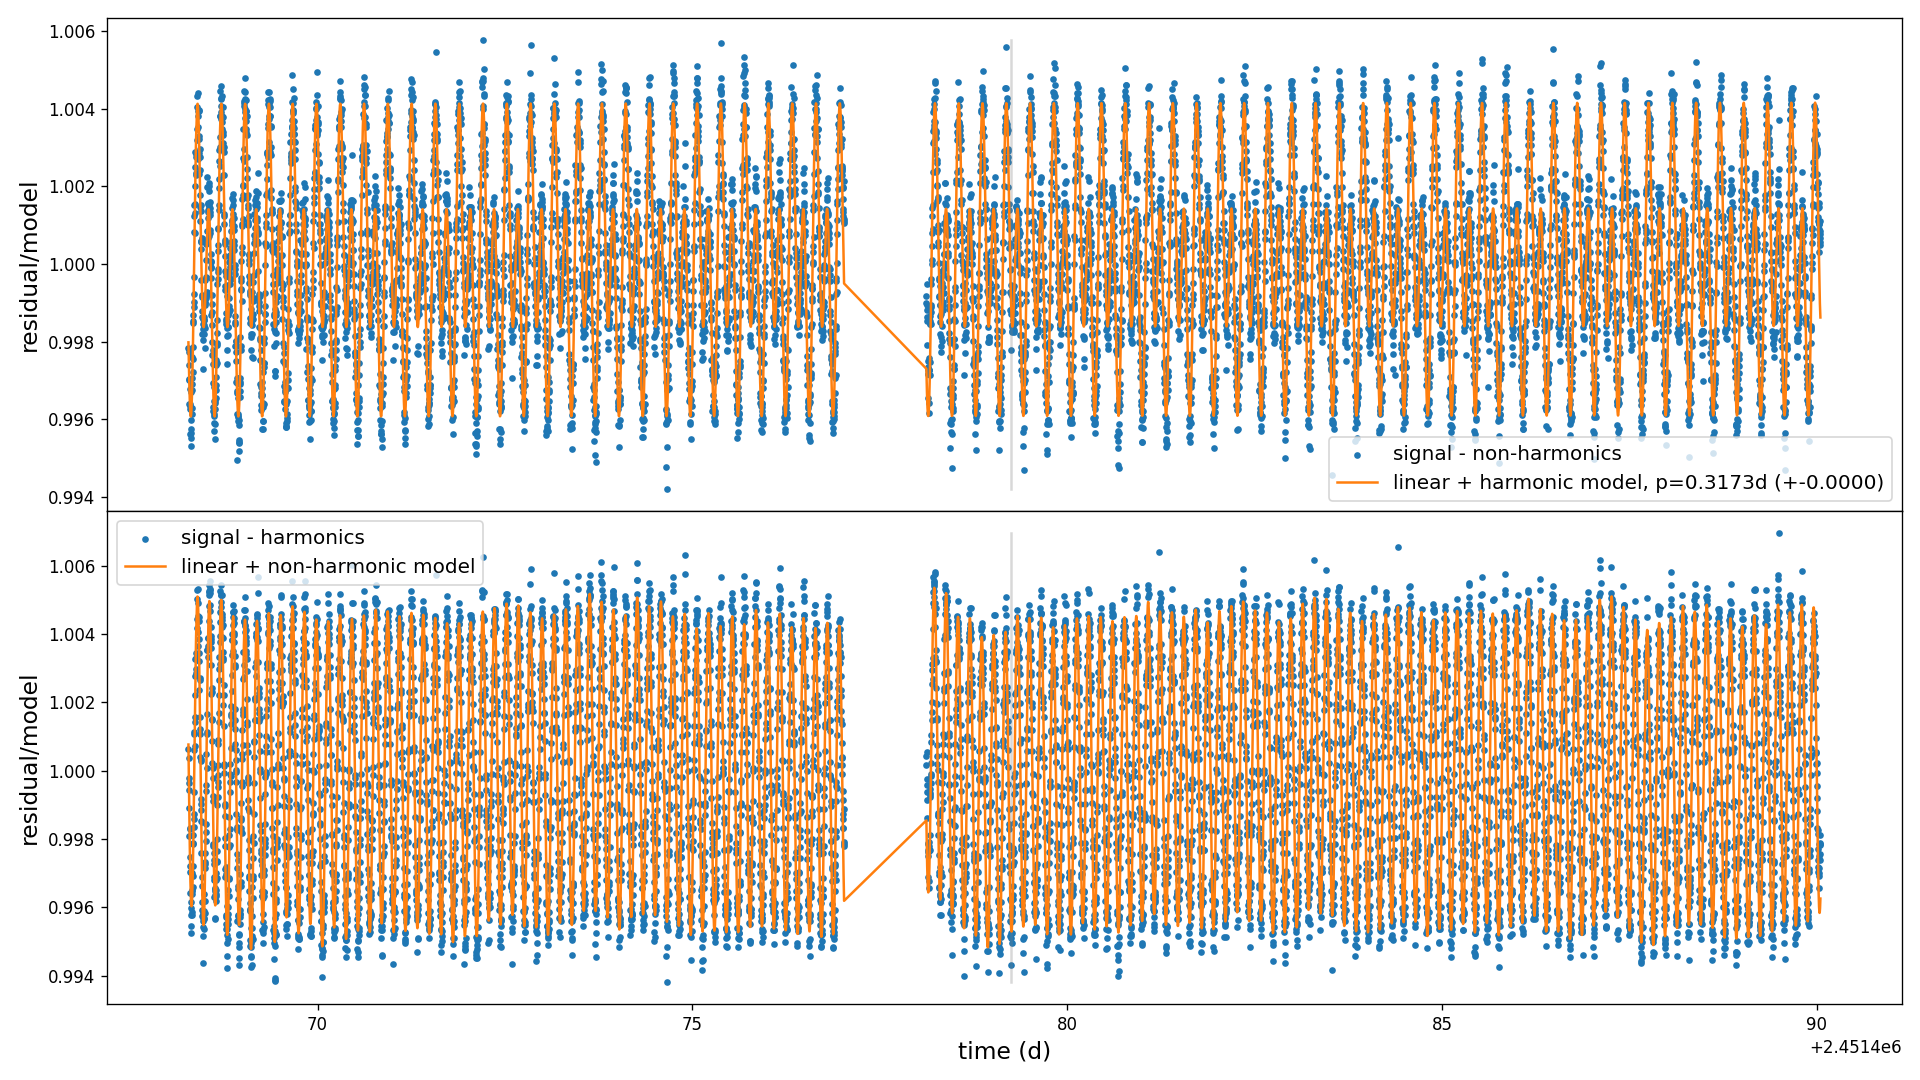 1.006
1.004
1.002
1.000
0.998
0.996
0.994
residual/model
signal - non-harmonics
linear + harmonic model, p=0.3173d (+-0.0000)
signal - harmonics
linear + non-harmonic model
1.006
1.004
1.002
1.000
0.998
0.996
0.994
residual/model
70 75 80 85 90
time (d)
+2.4514e6